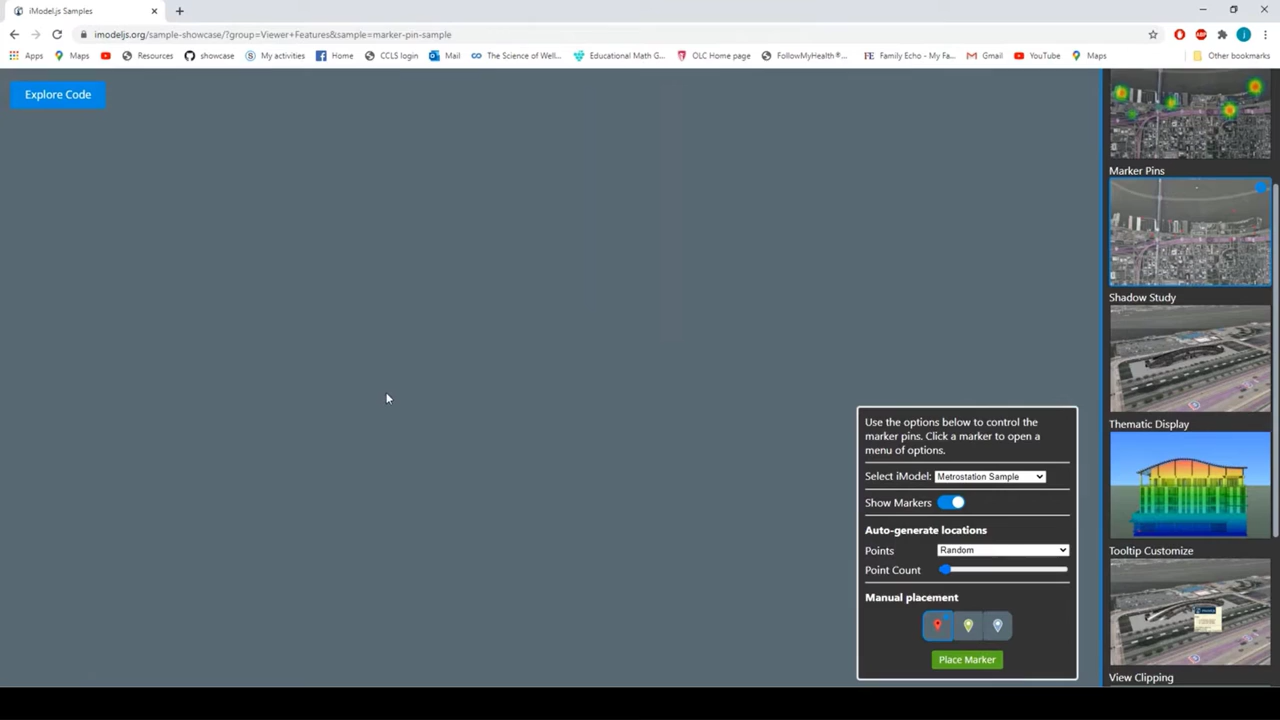 iModel.js Samples
imodeljs.org/sample-showcase/?group=Viewer+Features&sample=marker-pin-sample
Apps Maps Resources showcase My activities Home CCLS login Mail The Science of Well... Educational Math G... OLC Home page FollowMyHealth®... Family Echo - My Fa... Gmail YouTube Maps Other bookmarks
Explore Code
Marker Pins
Shadow Study
Thematic Display
Tooltip Customize
View Clipping
Use the options below to control the
marker pins. Click a marker to open a
menu of options.
Select iModel: Metrostation Sample
Show Markers
Auto-generate locations
Points Random
Point Count
Manual placement
Place Marker